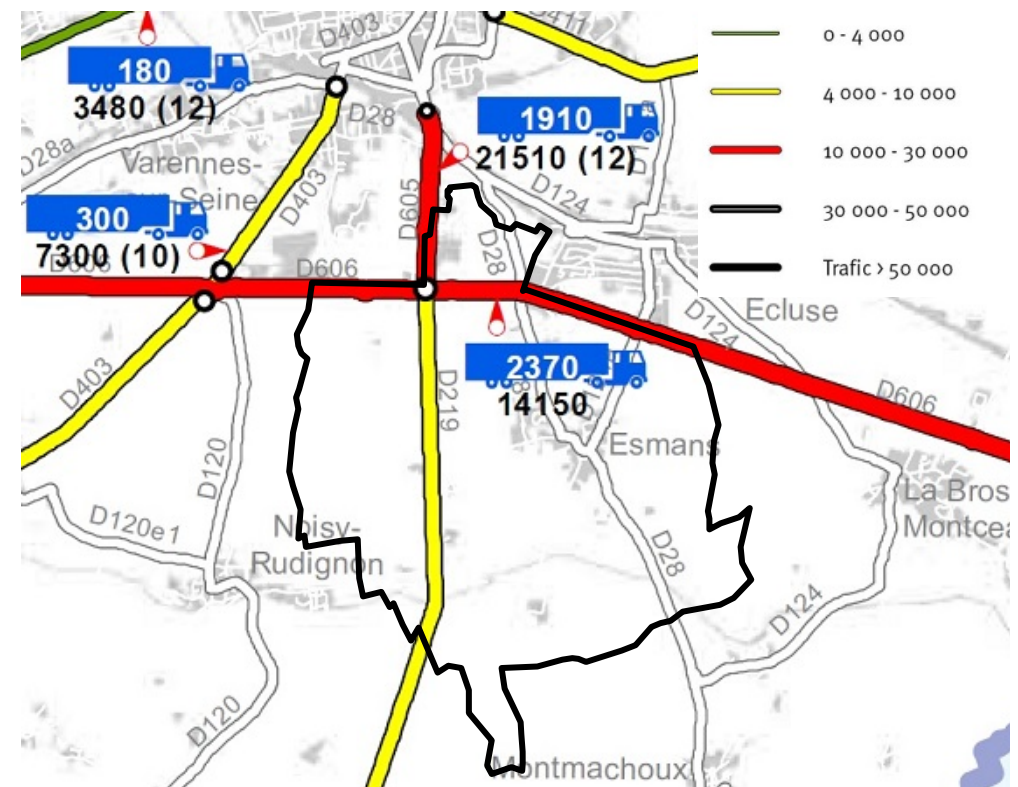 D403
D411
0 - 4 000
180
3480 (12)
4 000 - 10 000
D28
1910
21510 (12)
10 000 - 30 000
D28a
Varennes-
Seine
D403
D605
D124
300
7300 (10)
30 000 - 50 000
D28
D606
Trafic > 50 000
Ecluse
D124
2370
14150
D403
D219
D606
Esmans
D120
La Bros
Montcea
D120e1
Noisy-
Rudignon
D28
D124
D120
Montmachoux